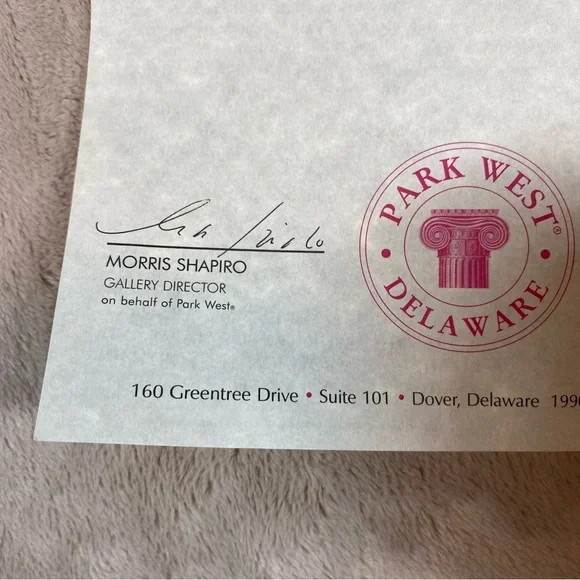 MORRIS SHAPIRO
GALLERY DIRECTOR
on behalf of Park West®
PARK WEST®
• DELAWARE •
160 Greentree Drive • Suite 101 • Dover, Delaware